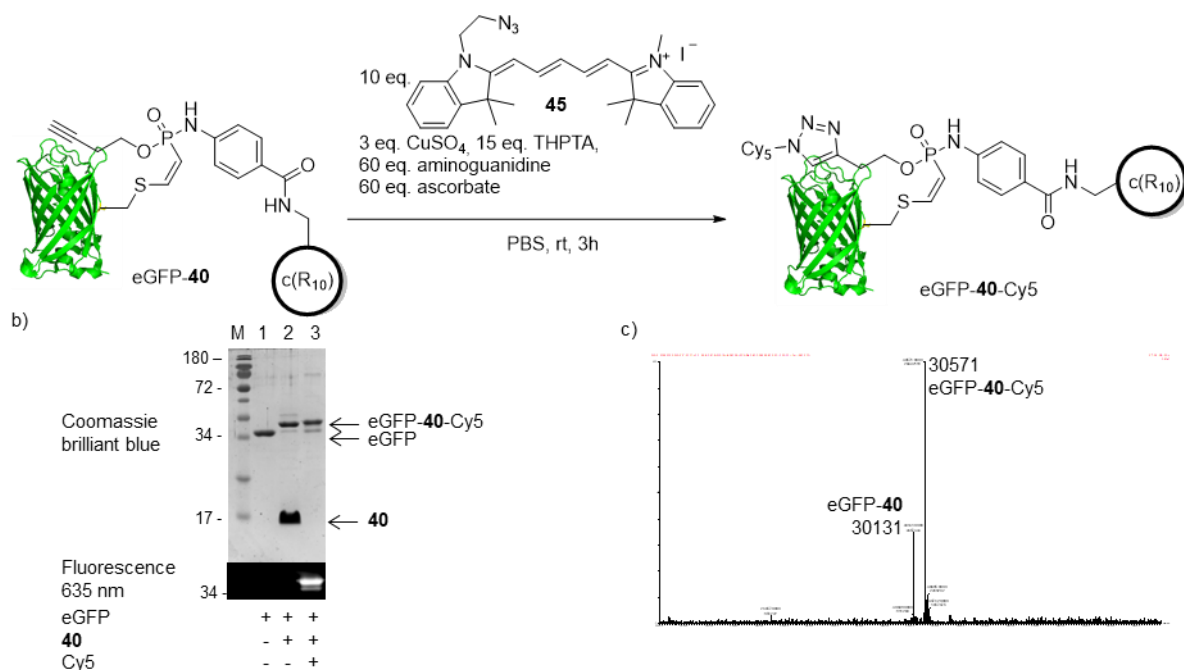 10 eq.
N3
N
N+ I−
45
3 eq. CuSO4, 15 eq. THPTA,
60 eq. aminoguanidine
60 eq. ascorbate
PBS, rt, 3h
O
H
N
P
O
S
O
NH
c(R10)
eGFP-40
N
N
N
Cy5
O
H
N
P
O
S
O
H
N
c(R10)
eGFP-40-Cy5
b)
M 1 2 3
180 –
72 -
34 –
17 -
Coomassie
brilliant blue
eGFP-40-Cy5
eGFP
40
Fluorescence
635 nm
34 -
eGFP + + +
40 - + +
Cy5 - - +
c)
30571
eGFP-40-Cy5
eGFP-40
30131